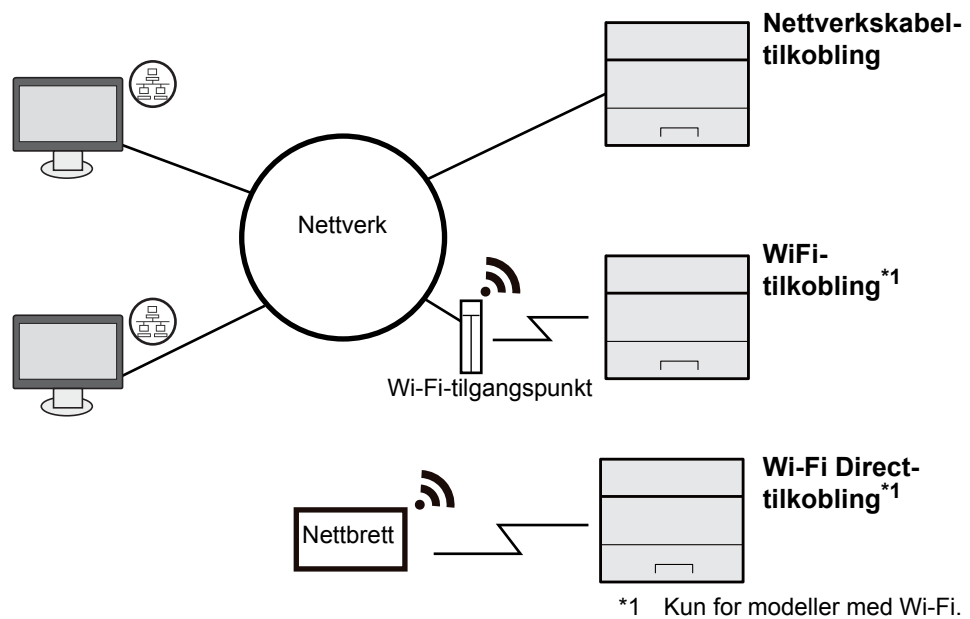 Nettverkskabel-
tilkobling
Nettverk
WiFi-
tilkobling*1
Wi-Fi-tilgangspunkt
Wi-Fi Direct-
tilkobling*1
Nettbrett
*1 Kun for modeller med Wi-Fi.